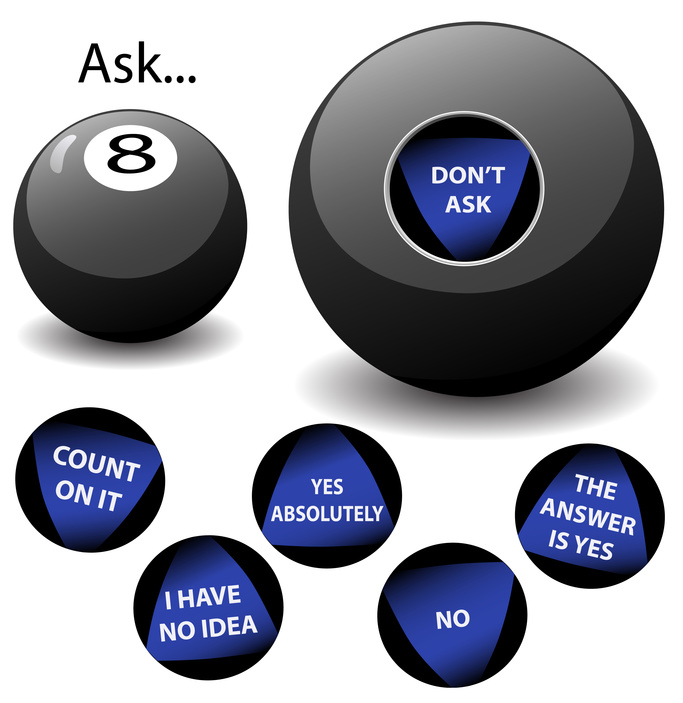 Ask...
8
DON'T
ASK
COUNT
ON IT
YES
ABSOLUTELY
THE
ANSWER
IS YES
I HAVE
NO IDEA
NO